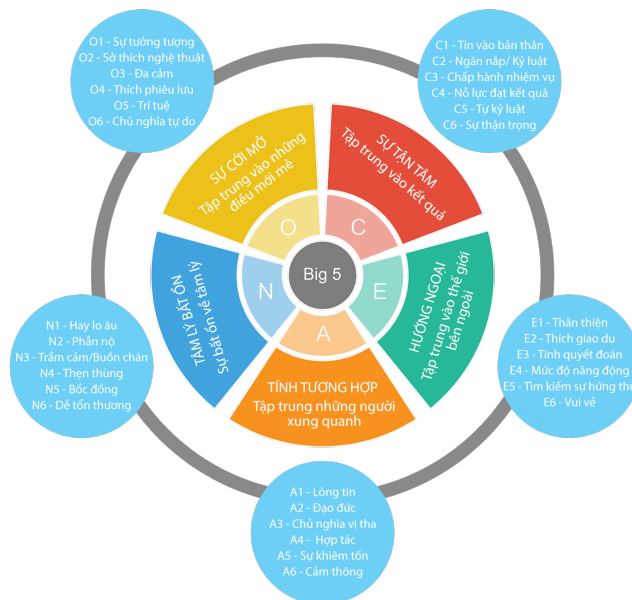 O1 - Sự tưởng tượng
O2 - Sở thích nghệ thuật
O3 - Đa cảm
O4 - Thích phiêu lưu
O5 - Trí tuệ
O6 - Chủ nghĩa tự do
C1 - Tin vào bản thân
C2 - Ngăn nắp/ Kỷ luật
C3 - Chấp hành nhiệm vụ
C4 - Nỗ lực đạt kết quả
C5 - Tự kỷ luật
C6 - Sự thận trọng
SỰ CỞI MỞ
Tập trung vào những
điều mới mẻ
SỰ TẬN TÂM
Tập trung vào kết quả
O
C
Big 5
N
E
A
TÂM LÝ BẤT ỔN
Sự bất ổn về tâm lý
HƯỚNG NGOẠI
Tập trung vào thế giới
bên ngoài
TÍNH TƯƠNG HỢP
Tập trung những người
xung quanh
N1 - Hay lo âu
N2 - Phẫn nộ
N3 - Trầm cảm/Buồn chán
N4 - Thẹn thùng
N5 - Bốc đồng
N6 - Dễ tổn thương
E1 - Thân thiện
E2 - Thích giao du
E3 - Tính quyết đoán
E4 - Mức độ năng động
E5 - Tìm kiếm sự hứng thú
E6 - Vui vẻ
A1 - Lòng tin
A2 - Đạo đức
A3 - Chủ nghĩa vị tha
A4 - Hợp tác
A5 - Sự khiêm tốn
A6 - Cảm thông